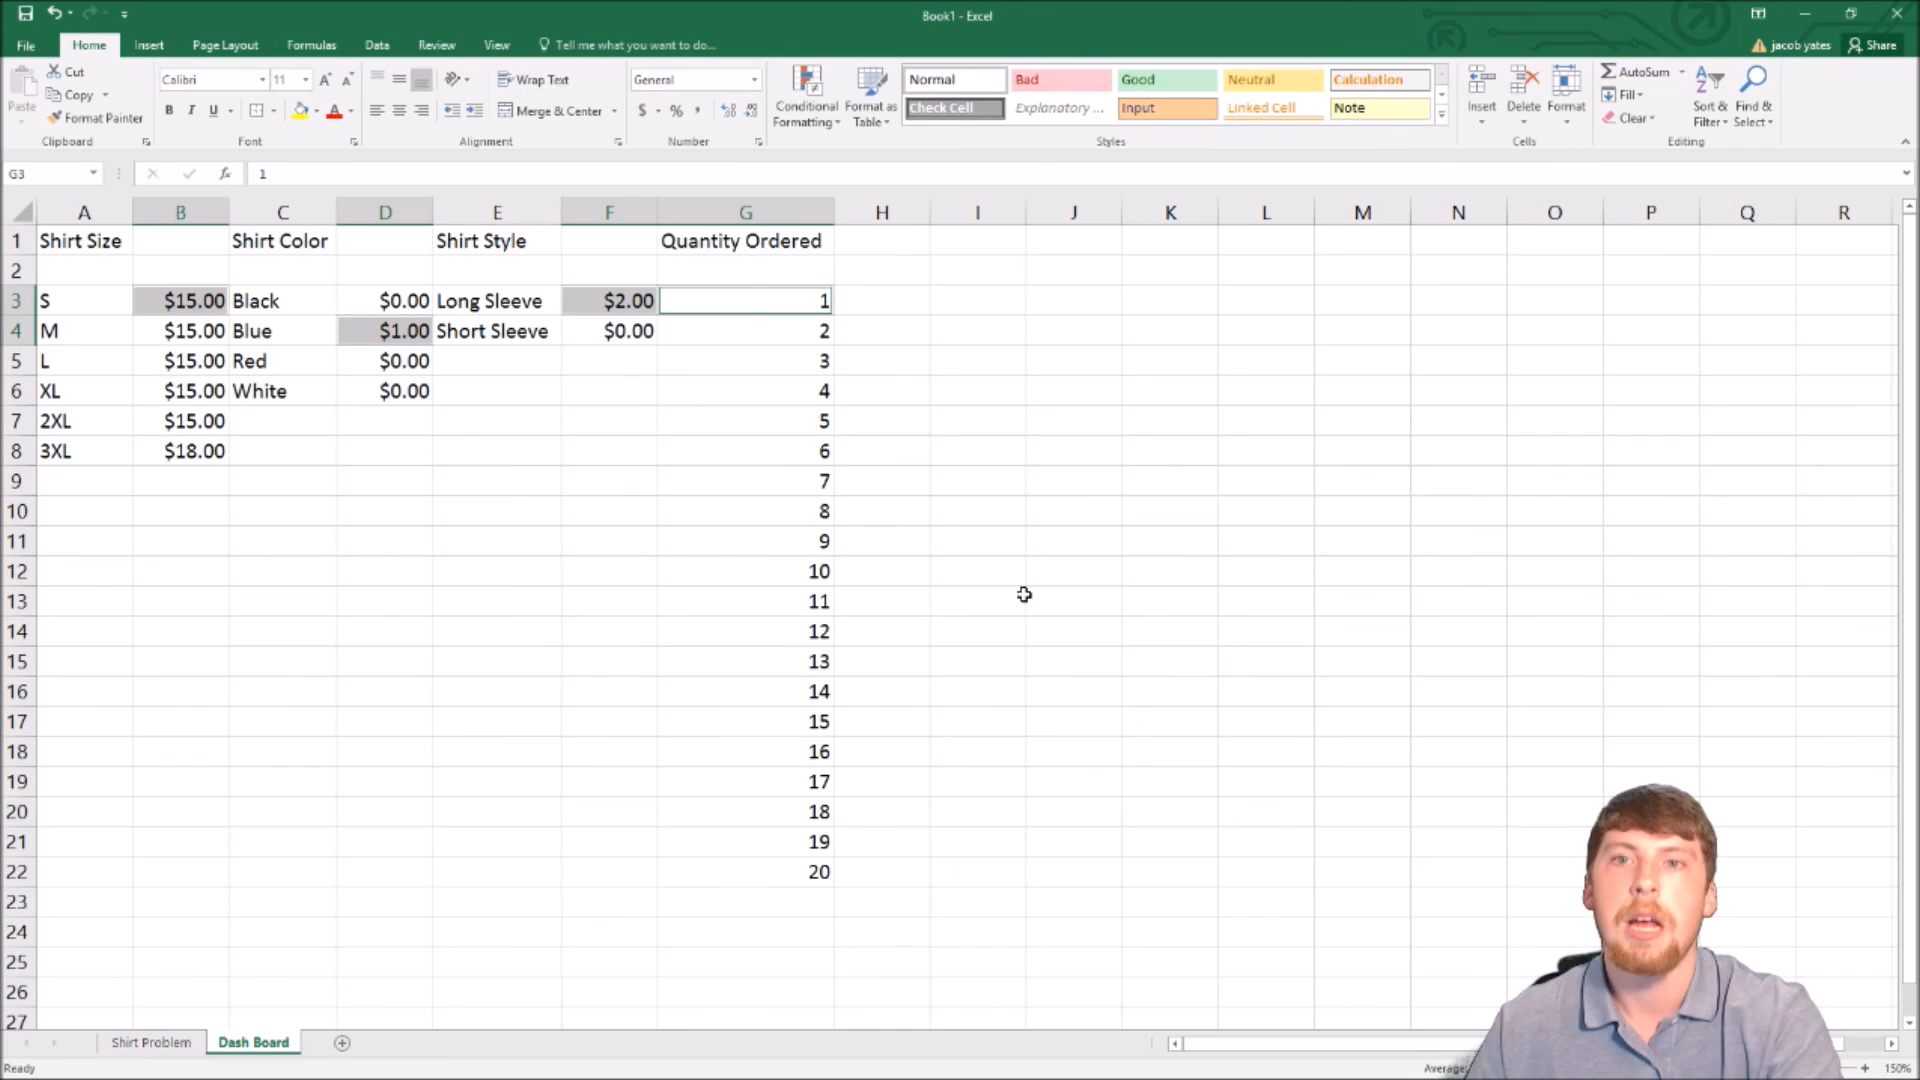 Book1 - Excel
File Home Insert Page Layout Formulas Data Review View Tell me what you want to do... jacob yates Share
Paste Cut Copy Format Painter
Calibri 11 A A
B I U A
Wrap Text
Merge & Center
General
$ % ,
Conditional Formatting Format as Table
Normal Bad Good Neutral Calculation
Check Cell Explanatory ... Input Linked Cell Note
Insert Delete Format
AutoSum Fill Clear
Sort & Filter Find & Select
Clipboard Font Alignment Number Styles Cells Editing
G3 fx 1
A B C D E F G H I J K L M N O P Q R
1 Shirt Size Shirt Color Shirt Style Quantity Ordered
2
3 S $15.00 Black $0.00 Long Sleeve $2.00 1
4 M $15.00 Blue $1.00 Short Sleeve $0.00 2
5 L $15.00 Red $0.00 3
6 XL $15.00 White $0.00 4
7 2XL $15.00 5
8 3XL $18.00 6
9 7
10 8
11 9
12 10
13 11
14 12
15 13
16 14
17 15
18 16
19 17
20 18
21 19
22 20
23
24
25
26
27
Shirt Problem Dash Board
Ready Average: 150%